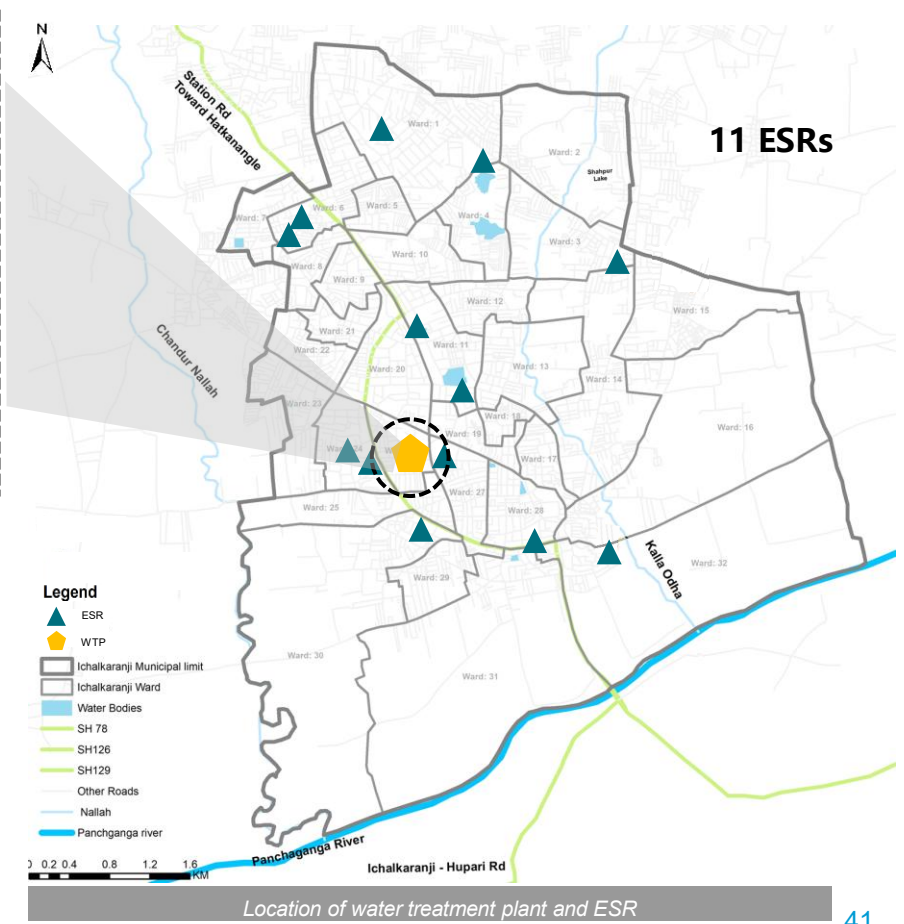 N
Station Rd
Toward Hatkanangle
11 ESRs
Ward: 1
Ward: 2
Shahpur
Lake
Ward: 5
Ward: 6
Ward: 7
Ward: 4
Ward: 3
Ward: 10
Ward: 8
Ward: 9
Ward: 12
Ward: 15
Ward: 21
Ward: 11
Ward: 22
Chandur Nallah
Ward: 20
Ward: 13
Ward: 14
Ward: 23
Ward: 18
Ward: 16
Ward: 19
Ward: 17
Ward: 27
Ward: 25
Ward: 28
Kalla Odha
Ward: 32
Ward: 29
Ward: 30
Ward: 31
Legend
ESR
WTP
Ichalkaranji Municipal limit
Ichalkaranji Ward
Water Bodies
SH 78
SH126
SH129
Other Roads
Nallah
Panchganga river
0 0.2 0.4 0.8 1.2 1.6
KM
Panchaganga River
Ichalkaranji - Hupari Rd
Location of water treatment plant and ESR
41